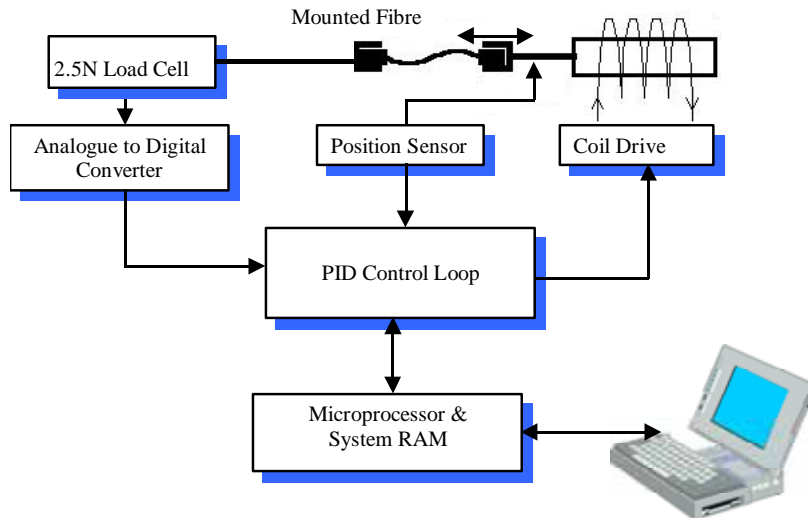 Mounted Fibre
2.5N Load Cell
Analogue to Digital
Converter
Position Sensor
Coil Drive
PID Control Loop
Microprocessor &
System RAM